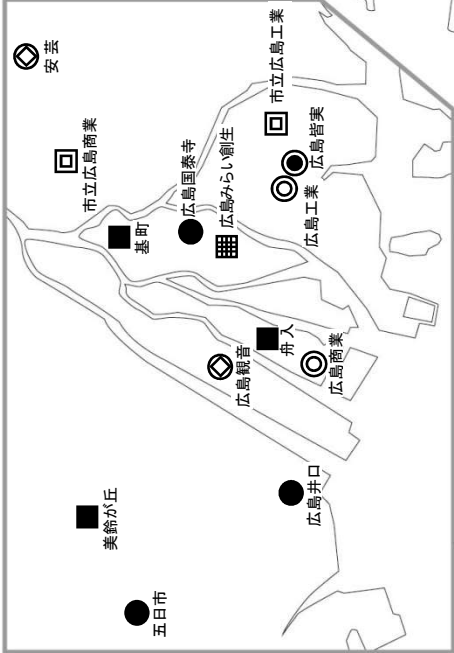 安芸
市立広島商業
市立広島工業
基町
広島国泰寺
広島みらい創生
広島皆実
広島工業
広島観音
舟入
広島商業
美鈴が丘
広島井口
五日市